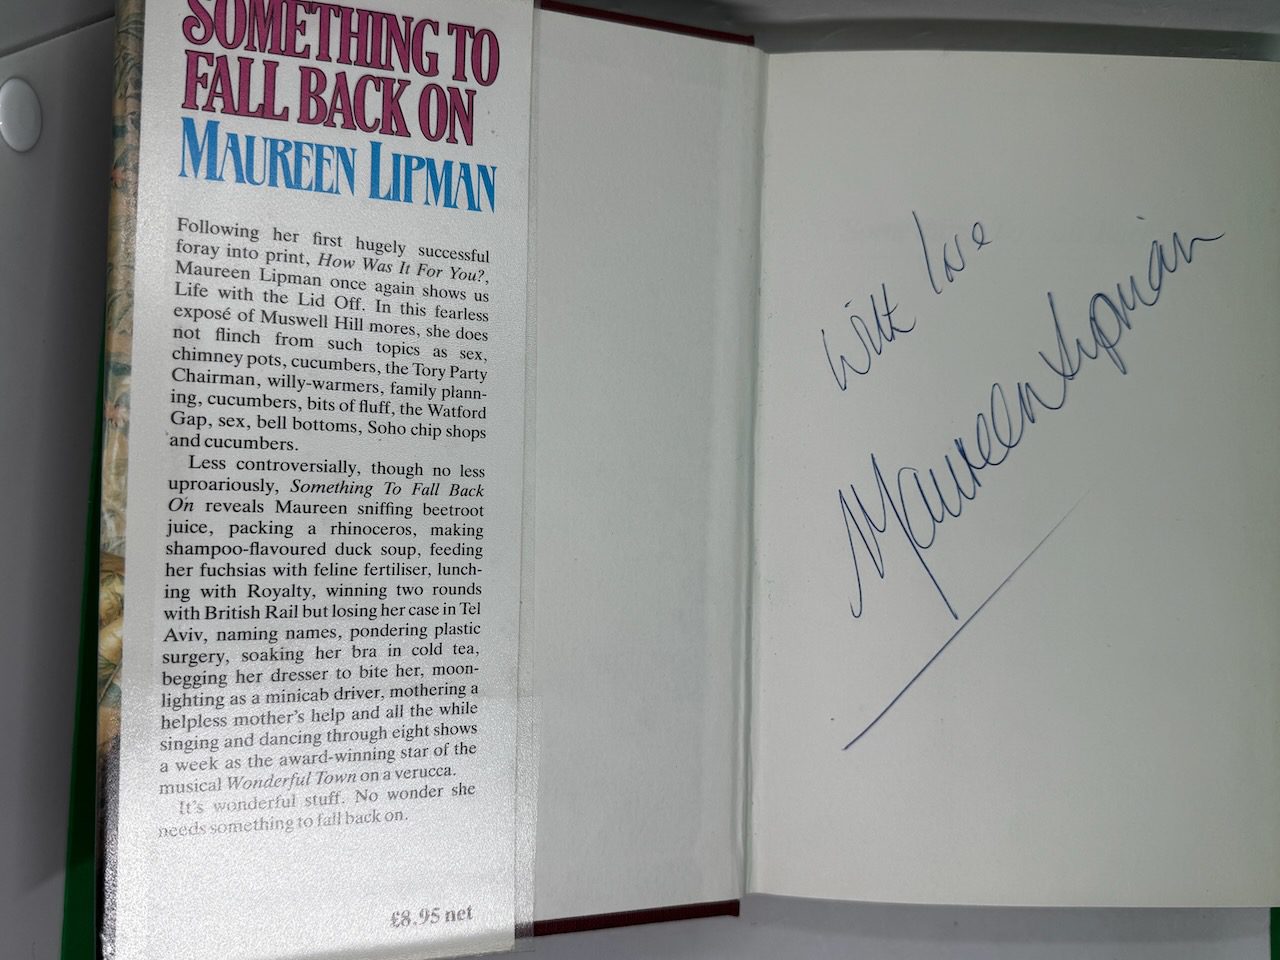 SOMETHING TO
FALL BACK ON
MAUREEN LIPMAN
Following her first hugely successful
foray into print, How Was It For You?,
Maureen Lipman once again shows us
Life with the Lid Off. In this fearless
exposé of Muswell Hill mores, she does
not flinch from such topics as sex,
chimney pots, cucumbers, the Tory Party
Chairman, willy-warmers, family plann-
ing, cucumbers, bits of fluff, the Watford
Gap, sex, bell bottoms, Soho chip shops
and cucumbers.
Less controversially, though no less
uproariously, Something To Fall Back
On reveals Maureen sniffing beetroot
juice, packing a rhinoceros, making
shampoo-flavoured duck soup, feeding
her fuchsias with feline fertiliser, lunch-
ing with Royalty, winning two rounds
with British Rail but losing her case in Tel
Aviv, naming names, pondering plastic
surgery, soaking her bra in cold tea,
begging her dresser to bite her, moon-
lighting as a minicab driver, mothering a
helpless mother's help and all the while
singing and dancing through eight shows
a week as the award-winning star of the
musical Wonderful Town on a verucca.
It's wonderful stuff. No wonder she
needs something to fall back on.
£8.95 net
With love
Maureen Lipman